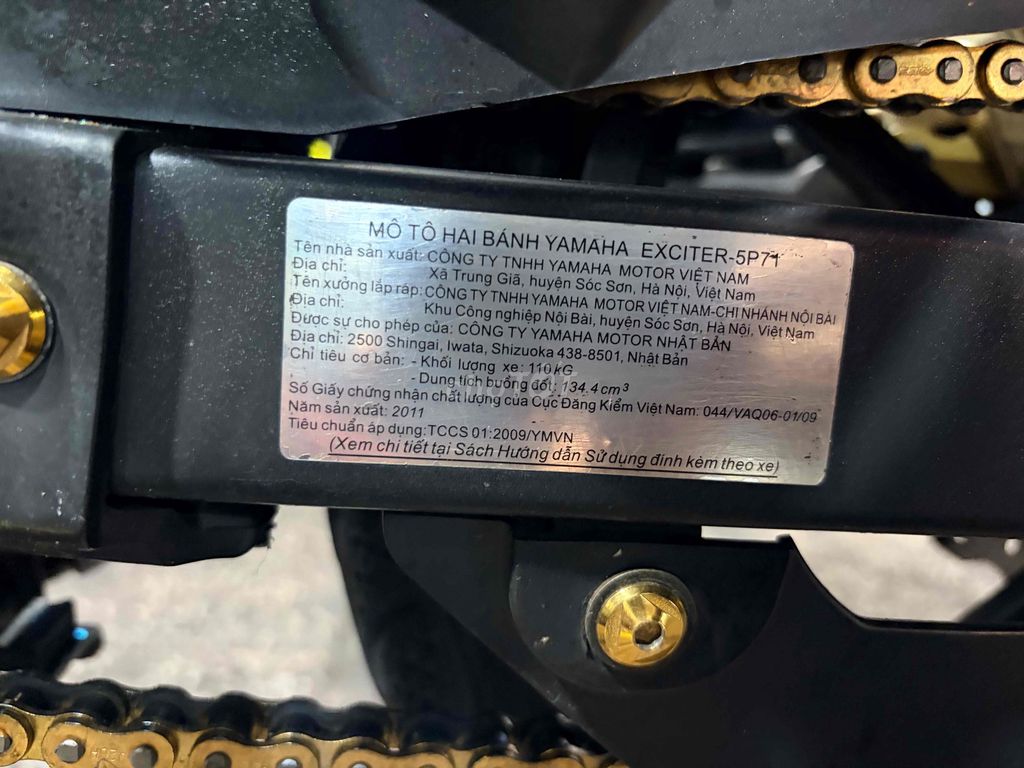 MÔ TÔ HAI BÁNH YAMAHA EXCITER-5P71
Tên nhà sản xuất: CÔNG TY TNHH YAMAHA MOTOR VIỆT NAM
Địa chỉ: Xã Trung Giã, huyện Sóc Sơn, Hà Nội, Việt Nam
Tên xưởng lắp ráp: CÔNG TY TNHH YAMAHA MOTOR VIỆT NAM-CHI NHÁNH NỘI BÀI
Địa chỉ: Khu Công nghiệp Nội Bài, huyện Sóc Sơn, Hà Nội, Việt Nam
Được sự cho phép của: CÔNG TY YAMAHA MOTOR NHẬT BẢN
Địa chỉ: 2500 Shingai, Iwata, Shizuoka 438-8501, Nhật Bản
Chỉ tiêu cơ bản: - Khối lượng xe: 110 KG
- Dung tích buồng đốt: 134.4 cm³
Số Giấy chứng nhận chất lượng của Cục Đăng Kiểm Việt Nam: 044/VAQ06-01/09
Năm sản xuất: 2011
Tiêu chuẩn áp dụng: TCCS 01:2009/YMVN
(Xem chi tiết tại Sách Hướng dẫn Sử dụng đính kèm theo xe)